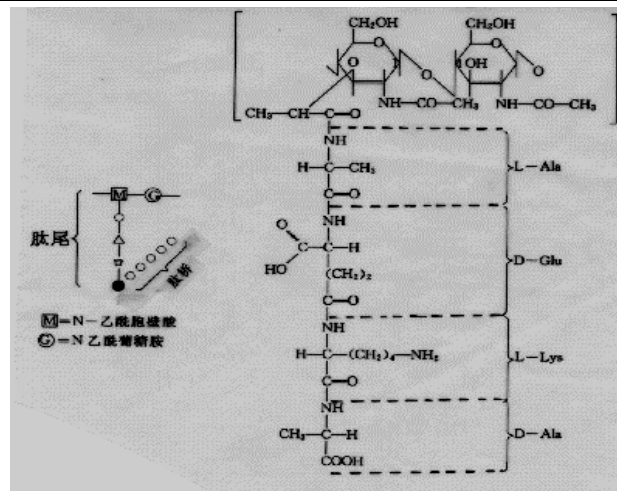 CH₂OH CH₂OH
O O
O O OH O
CH₃—CH—C—O NH—CO—CH₃ NH—CO—CH₃
NH
H—C—CH₃ L—Ala
C—O
NH
O C—C—H D—Glu
HO (CH₂)₂
C—O
NH
H—C—(CH₂)₄—NH₂ L—Lys
C—O
NH
CH₃—C—H D—Ala
COOH
M G
肽尾
肽桥
M=N—乙酰胞壁酸
G=N乙酰葡糖胺